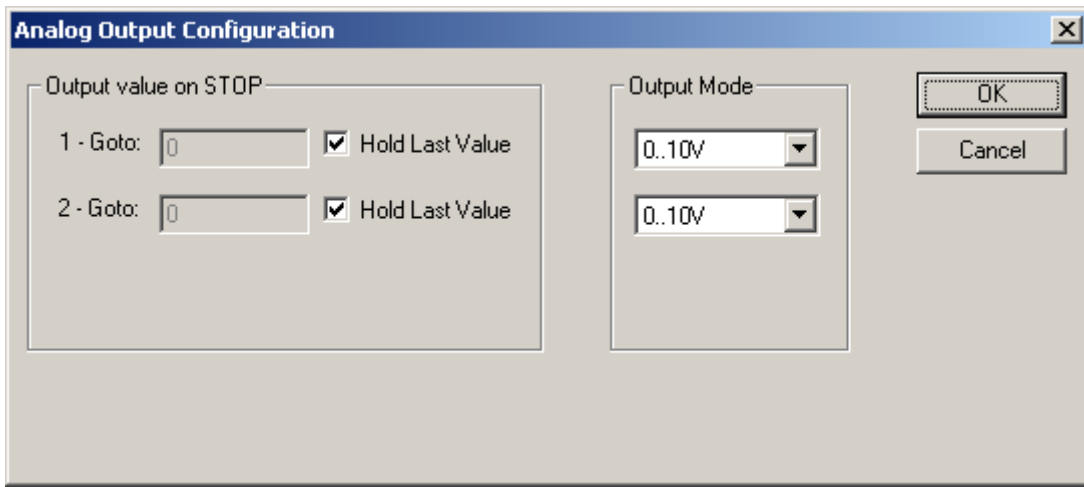 Analog Output Configuration
Output value on STOP
1 - Goto: 0 Hold Last Value
2 - Goto: 0 Hold Last Value
Output Mode
0..10V
0..10V
OK
Cancel